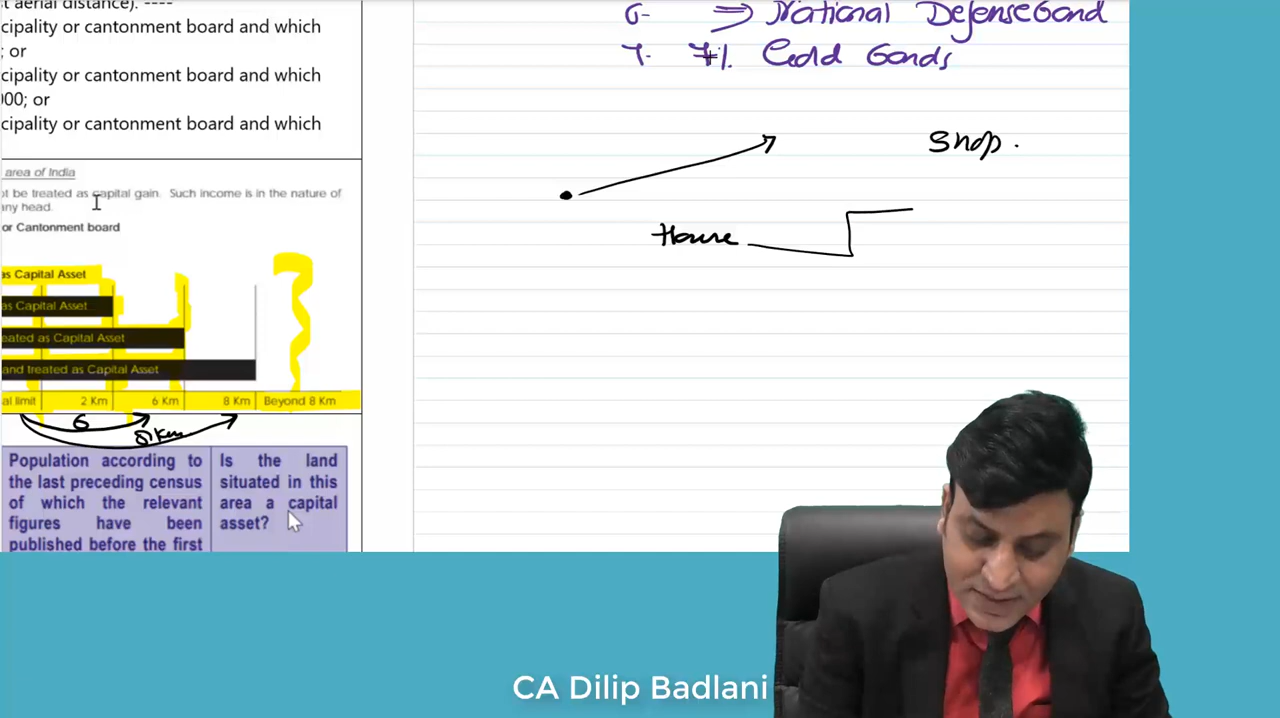 st aerial distance). ----
cipality or cantonment board and which
; or
cipality or cantonment board and which
000; or
cipality or cantonment board and which
area of India
t be treated as capital gain. Such income is in the nature of
any head.
or Cantonment board
as Capital Asset
as Capital Asset
eated as Capital Asset
and treated as Capital Asset
al limit 2 Km 6 Km 8 Km Beyond 8 Km
6
8 km
Population according to
the last preceding census
of which the relevant
figures have been
published before the first
Is the land
situated in this
area a capital
asset?
6- ⇒ National Defense Gond
7- 7%. Gold Gonds
Shop.
House
CA Dilip Badlani